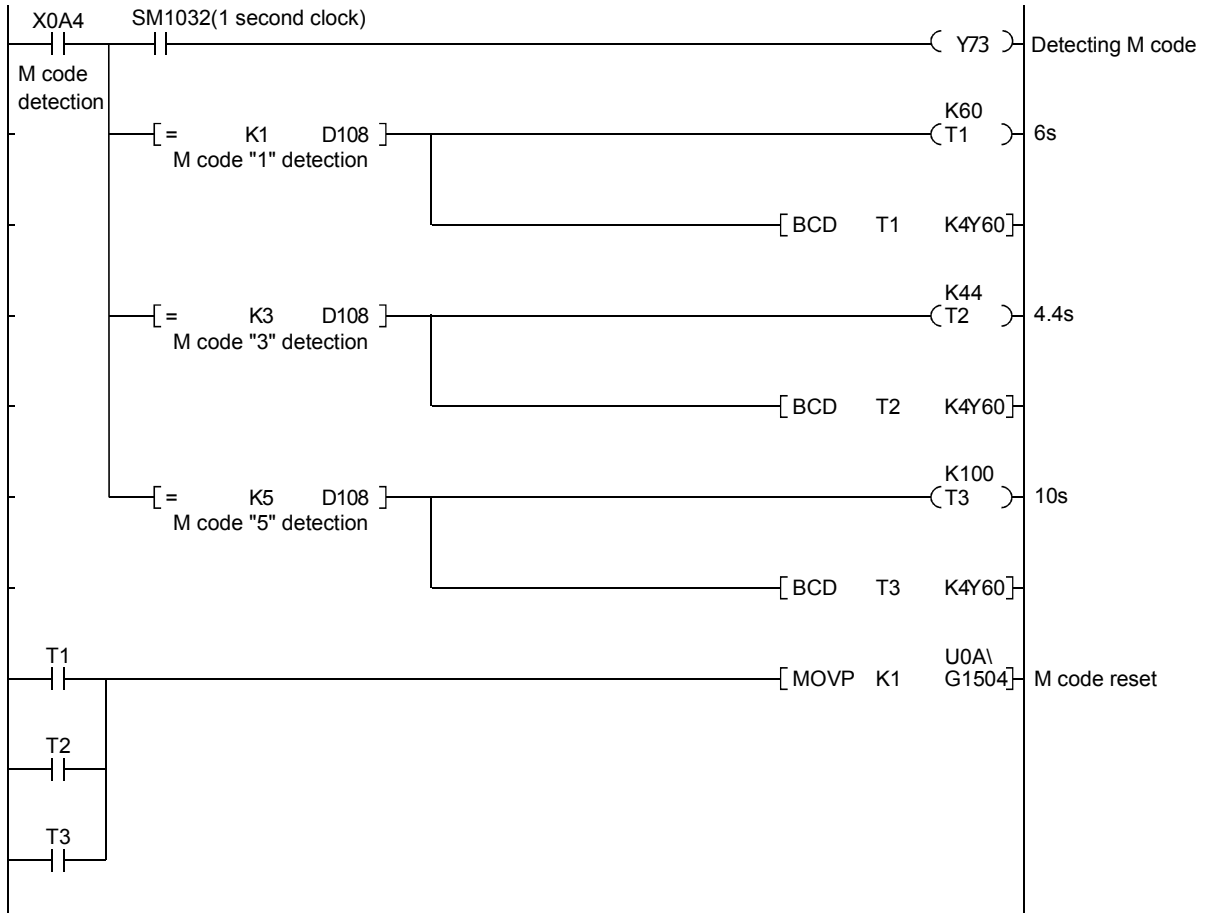 X0A4 SM1032(1 second clock)
Y73 Detecting M code
M code
detection
K60
[ = K1 D108 ] T1 6s
M code "1" detection
[ BCD T1 K4Y60 ]
K44
[ = K3 D108 ] T2 4.4s
M code "3" detection
[ BCD T2 K4Y60 ]
K100
[ = K5 D108 ] T3 10s
M code "5" detection
[ BCD T3 K4Y60 ]
T1 U0A\
[ MOVP K1 G1504 ] M code reset
T2
T3